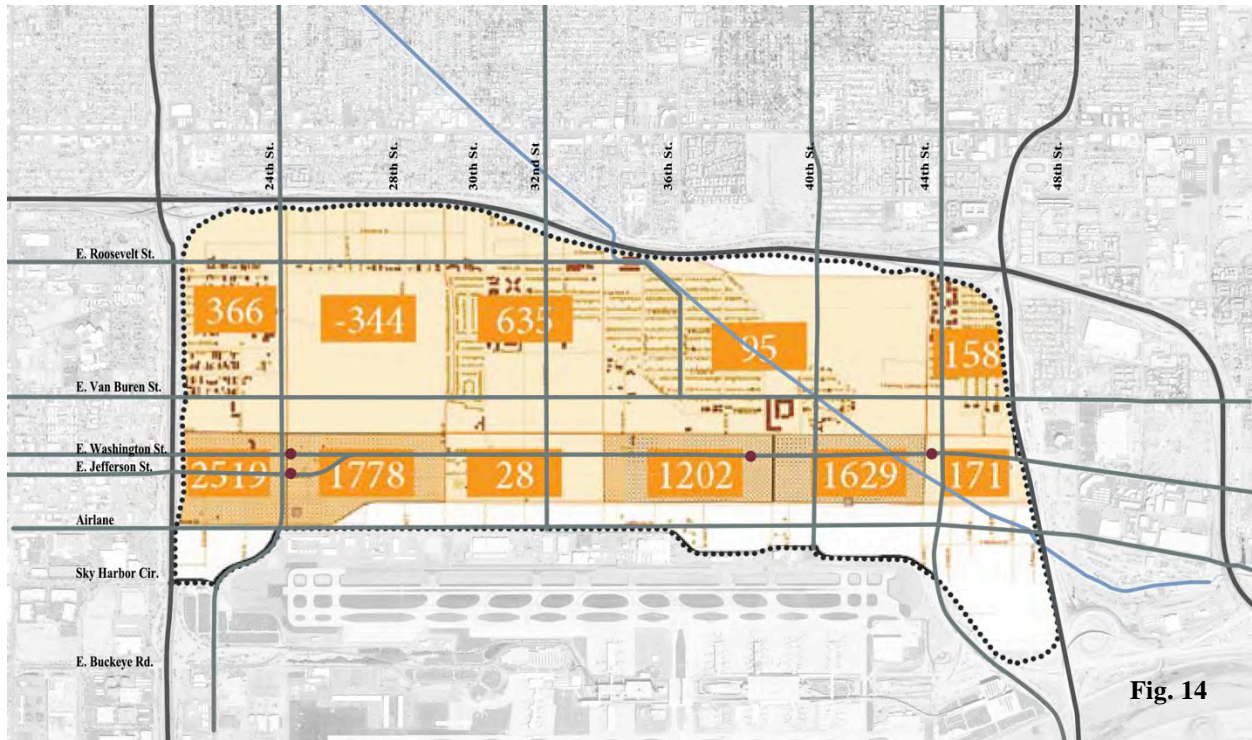 24th St.
28th St.
30th St.
32nd St
36th St.
40th St.
44th St.
48th St.
E. Roosevelt St.
366
-344
635
95
158
E. Van Buren St.
E. Washington St.
E. Jefferson St.
2519
1778
28
1202
1629
171
Airlane
Sky Harbor Cir.
E. Buckeye Rd.
Fig. 14